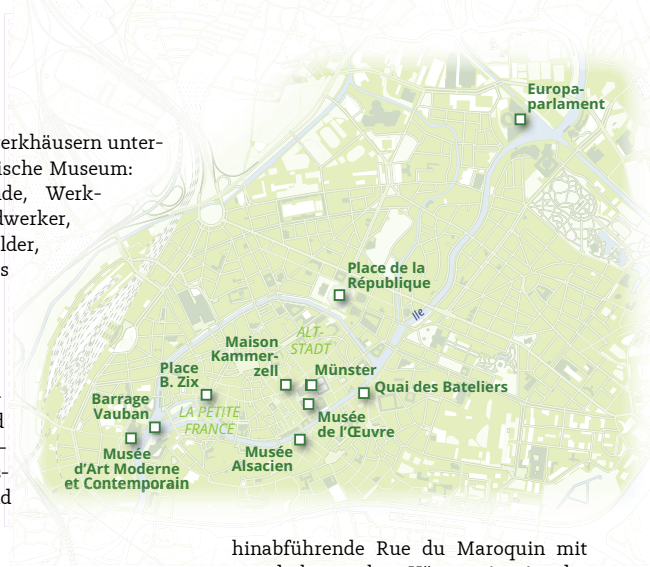 Europa-
parlament
erkhäusern unter-
ische Museum:
de, Werk-
dwerker,
lder,
s
Place de la
République
Ille
ALT-
STADT
Maison
Kammer-
zell
Münster
Place
B. Zix
Quai des Bateliers
Barrage
Vauban
LA PETITE
FRANCE
Musée
de l'Œuvre
d
Musée
d'Art Moderne
et Contemporain
Musée
Alsacien
d
hinabführende Rue du Maroquin mit